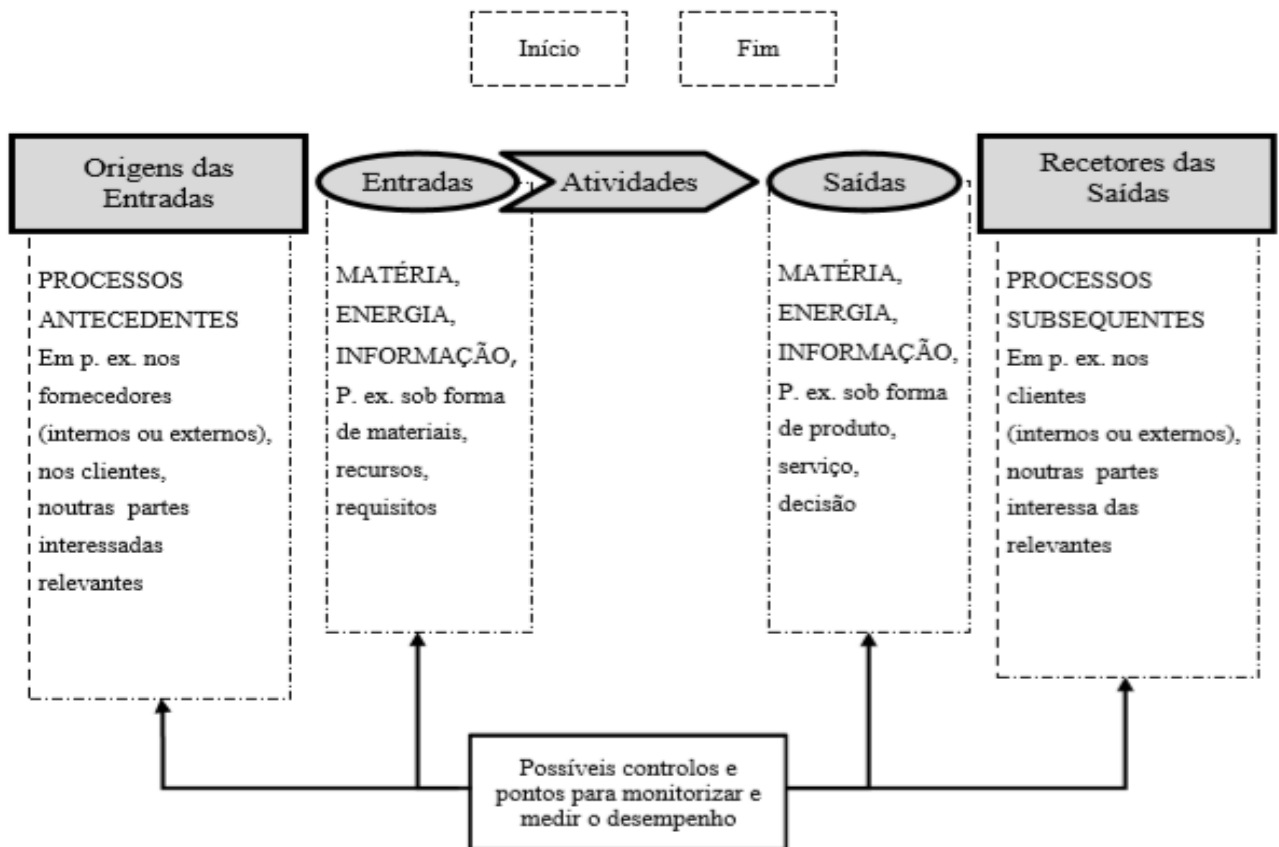 Início
Fim
Origens das
Entradas
Entradas
Atividades
Saídas
Recetores das
Saídas
PROCESSOS
ANTECEDENTES
Em p. ex. nos
fornecedores
(internos ou externos),
nos clientes,
noutras partes
interessadas
relevantes
MATÉRIA,
ENERGIA,
INFORMAÇÃO,
P. ex. sob forma
de materiais,
recursos,
requisitos
MATÉRIA,
ENERGIA,
INFORMAÇÃO,
P. ex. sob forma
de produto,
serviço,
decisão
PROCESSOS
SUBSEQUENTES
Em p. ex. nos
clientes
(internos ou externos),
noutras partes
interessa das
relevantes
Possíveis controlos e
pontos para monitorizar e
medir o desempenho